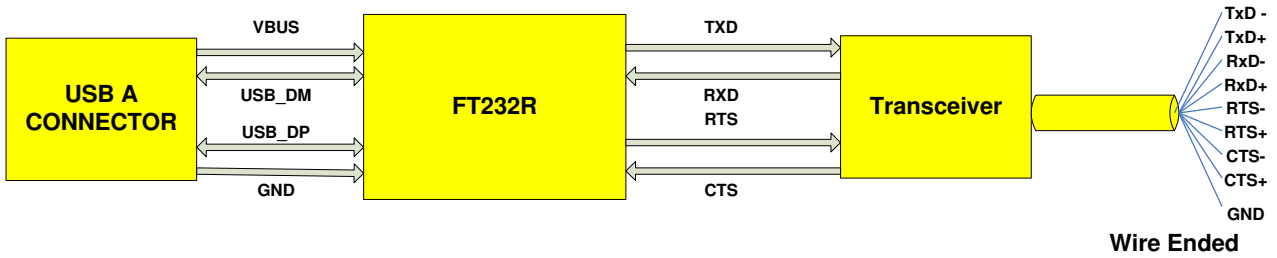 USB A
CONNECTOR
VBUS
USB_DM
USB_DP
GND
FT232R
TXD
RXD
RTS
CTS
Transceiver
TxD -
TxD+
RxD-
RxD+
RTS-
RTS+
CTS-
CTS+
GND
Wire Ended